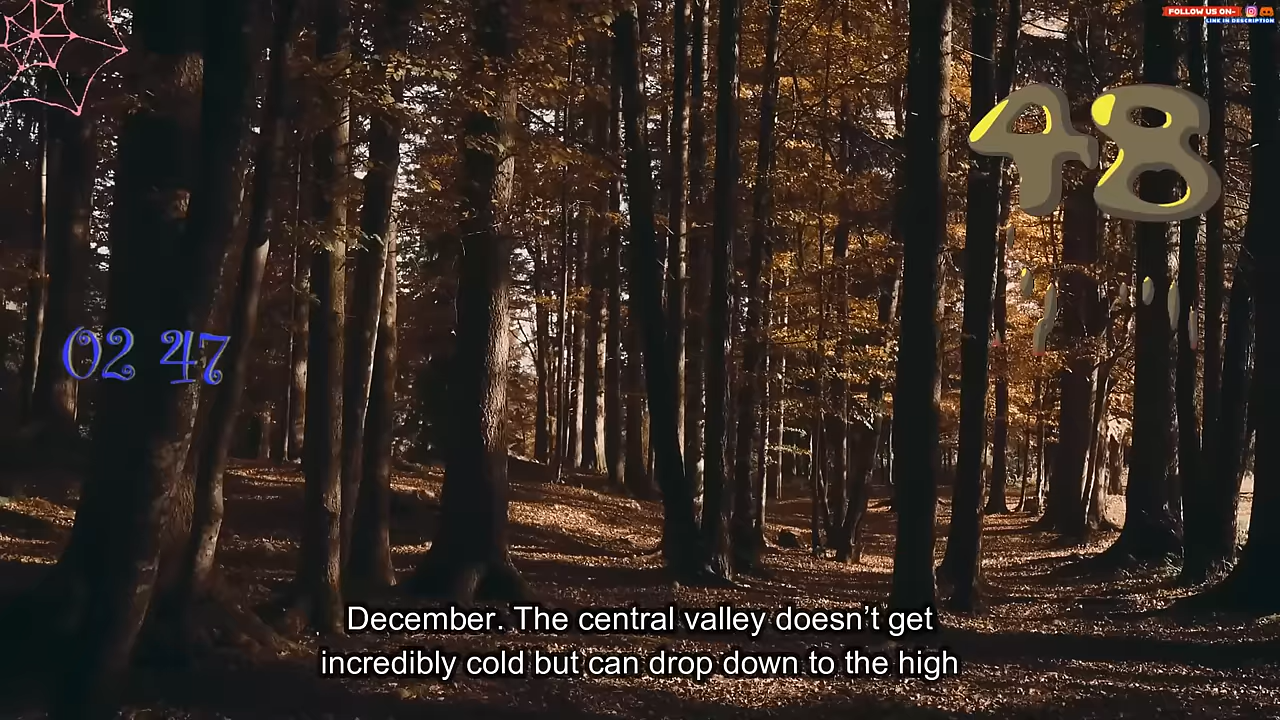 FOLLOW US ON-
LINK IN DESCRIPTION
48
02 47
December. The central valley doesn't get
incredibly cold but can drop down to the high